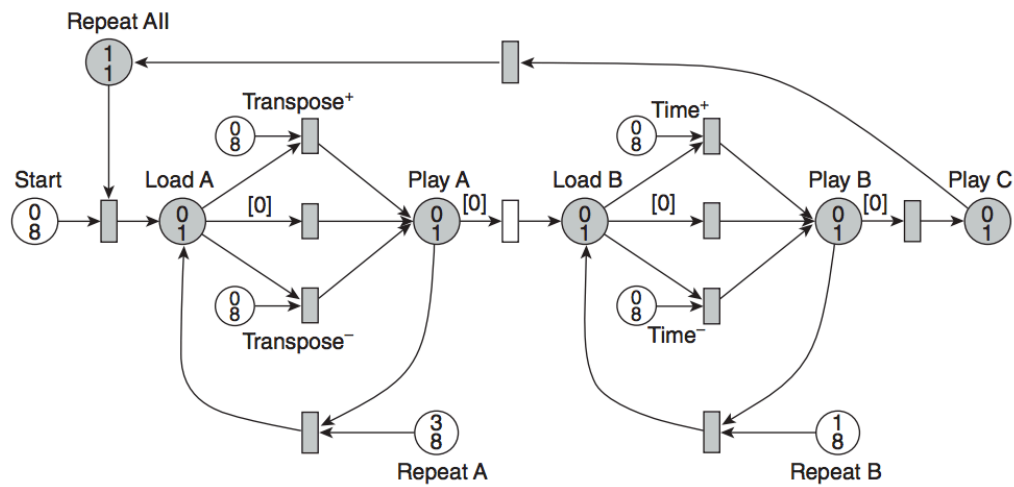 Repeat All
1
1
Transpose⁺
0
8
Time⁺
0
8
Start
0
8
Load A
0
1
[0]
Play A
0
1
[0]
Load B
0
1
[0]
Play B
0
1
[0]
Play C
0
1
0
8
Transpose⁻
0
8
Time⁻
3
8
Repeat A
1
8
Repeat B